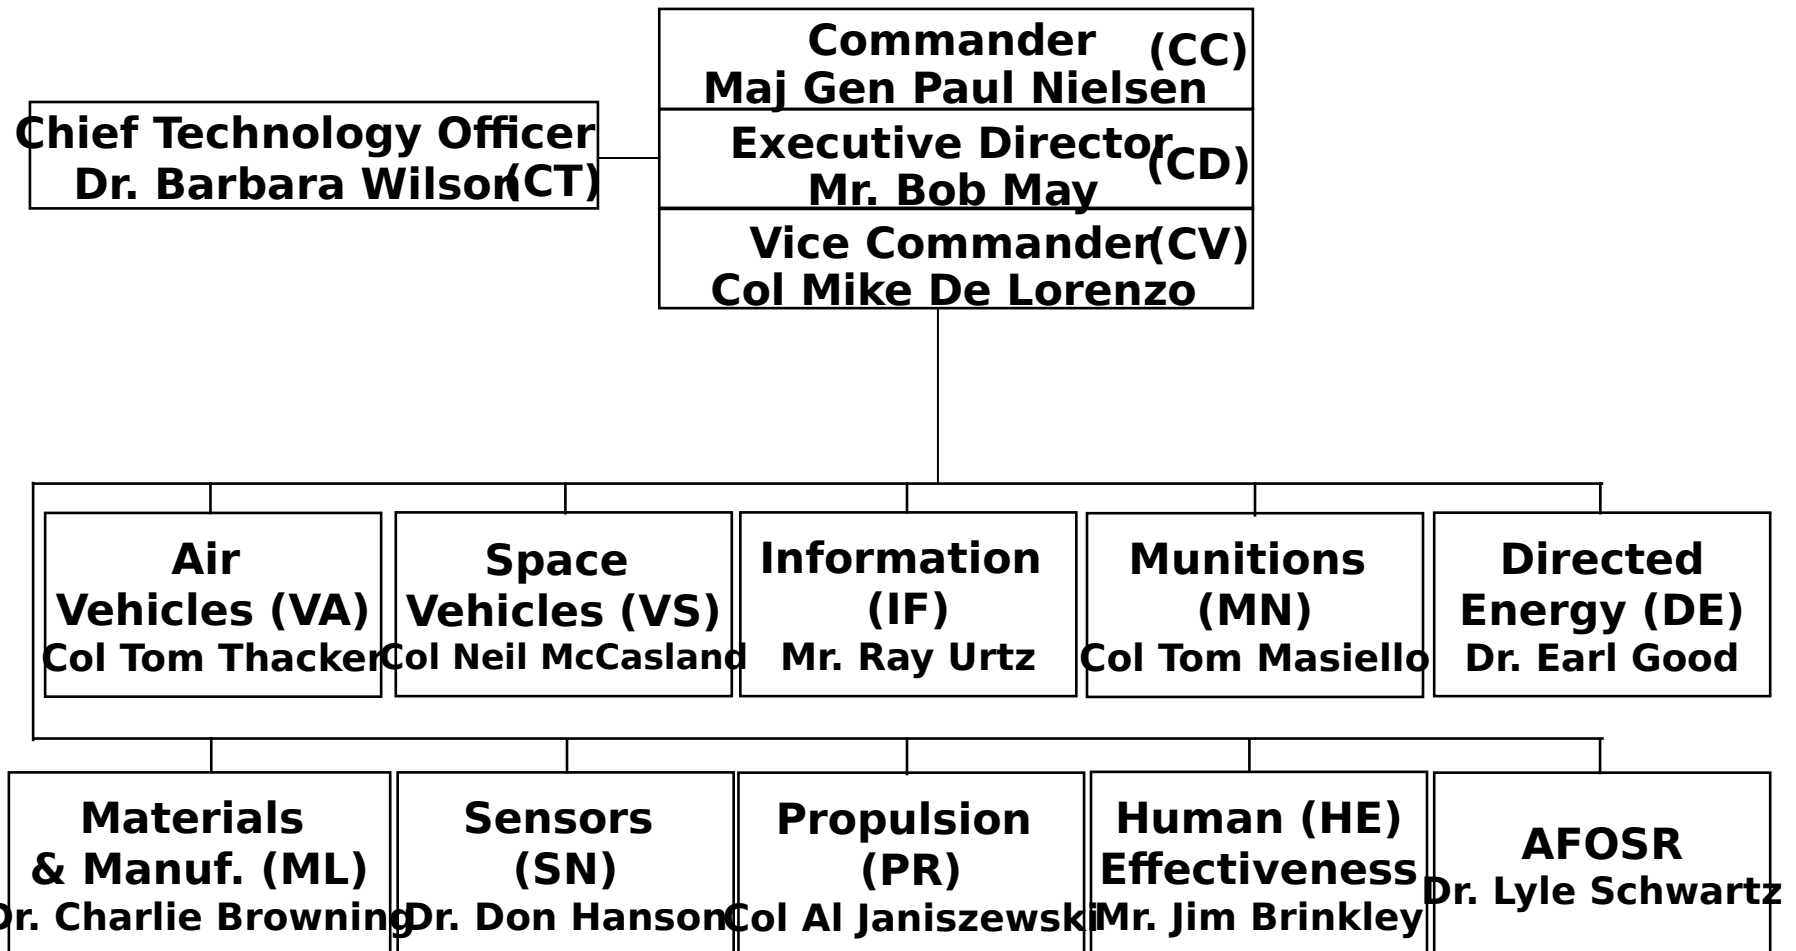 Commander (CC)
Maj Gen Paul Nielsen
Chief Technology Officer
Dr. Barbara Wilson (CT)
Executive Director (CD)
Mr. Bob May
Vice Commander (CV)
Col Mike De Lorenzo
Air
Vehicles (VA)
Col Tom Thacker
Space
Vehicles (VS)
Col Neil McCasland
Information
(IF)
Mr. Ray Urtz
Munitions
(MN)
Col Tom Masiello
Directed
Energy (DE)
Dr. Earl Good
Materials
& Manuf. (ML)
Dr. Charlie Browning
Sensors
(SN)
Dr. Don Hanson
Propulsion
(PR)
Col Al Janiszewski
Human (HE)
Effectiveness
Mr. Jim Brinkley
AFOSR
Dr. Lyle Schwartz